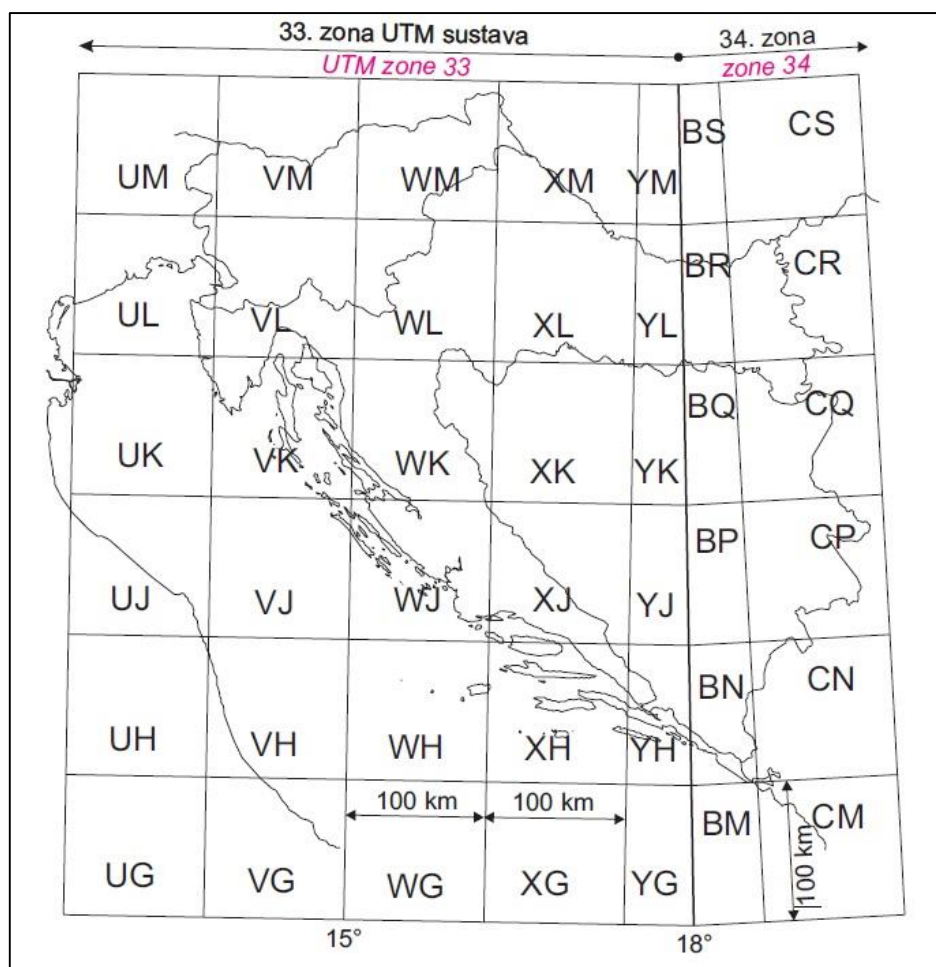 33. zona UTM sustava
34. zona
UTM zone 33
zone 34
BS
CS
UM
VM
WM
XM
YM
BR
CR
UL
VL
WL
XL
YL
BQ
CQ
UK
VK
WK
XK
YK
BP
CP
UJ
VJ
WJ
XJ
YJ
BN
CN
UH
VH
WH
XH
YH
100 km
100 km
BM
CM
100 km
UG
VG
WG
XG
YG
15°
18°